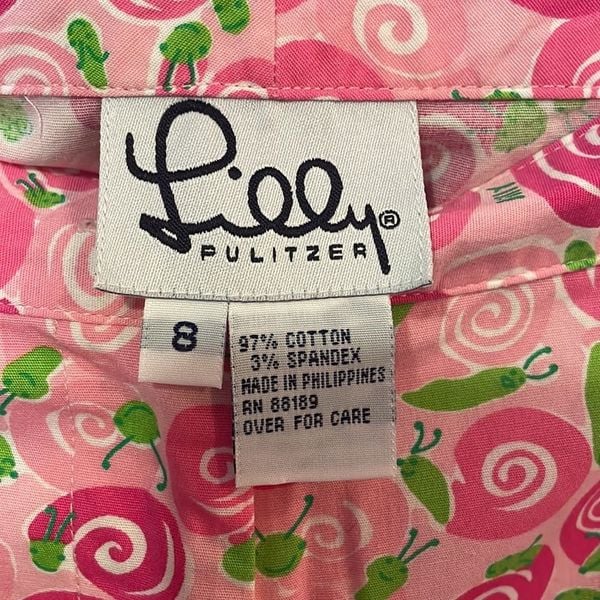 Lilly®
PULITZER
8
97% COTTON
3% SPANDEX
MADE IN PHILIPPINES
RN 88189
OVER FOR CARE